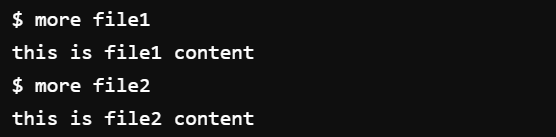 $ more file1
this is file1 content
$ more file2
this is file2 content